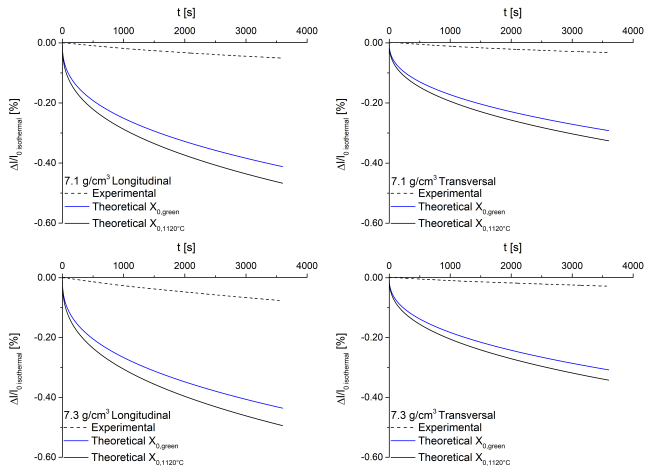 t [s]
0 1000 2000 3000 4000
0.00
-0.20
-0.40
-0.60
Δl/l0 isothermal [%]
7.1 g/cm3 Longitudinal
Experimental
Theoretical X0,green
Theoretical X0,1120°C
t [s]
0 1000 2000 3000 4000
0.00
-0.20
-0.40
-0.60
Δl/l0 isothermal [%]
7.1 g/cm3 Transversal
Experimental
Theoretical X0,green
Theoretical X0,1120°C
t [s]
0 1000 2000 3000 4000
0.00
-0.20
-0.40
-0.60
Δl/l0 isothermal [%]
7.3 g/cm3 Longitudinal
Experimental
Theoretical X0,green
Theoretical X0,1120°C
t [s]
0 1000 2000 3000 4000
0.00
-0.20
-0.40
-0.60
Δl/l0 isothermal [%]
7.3 g/cm3 Transversal
Experimental
Theoretical X0,green
Theoretical X0,1120°C